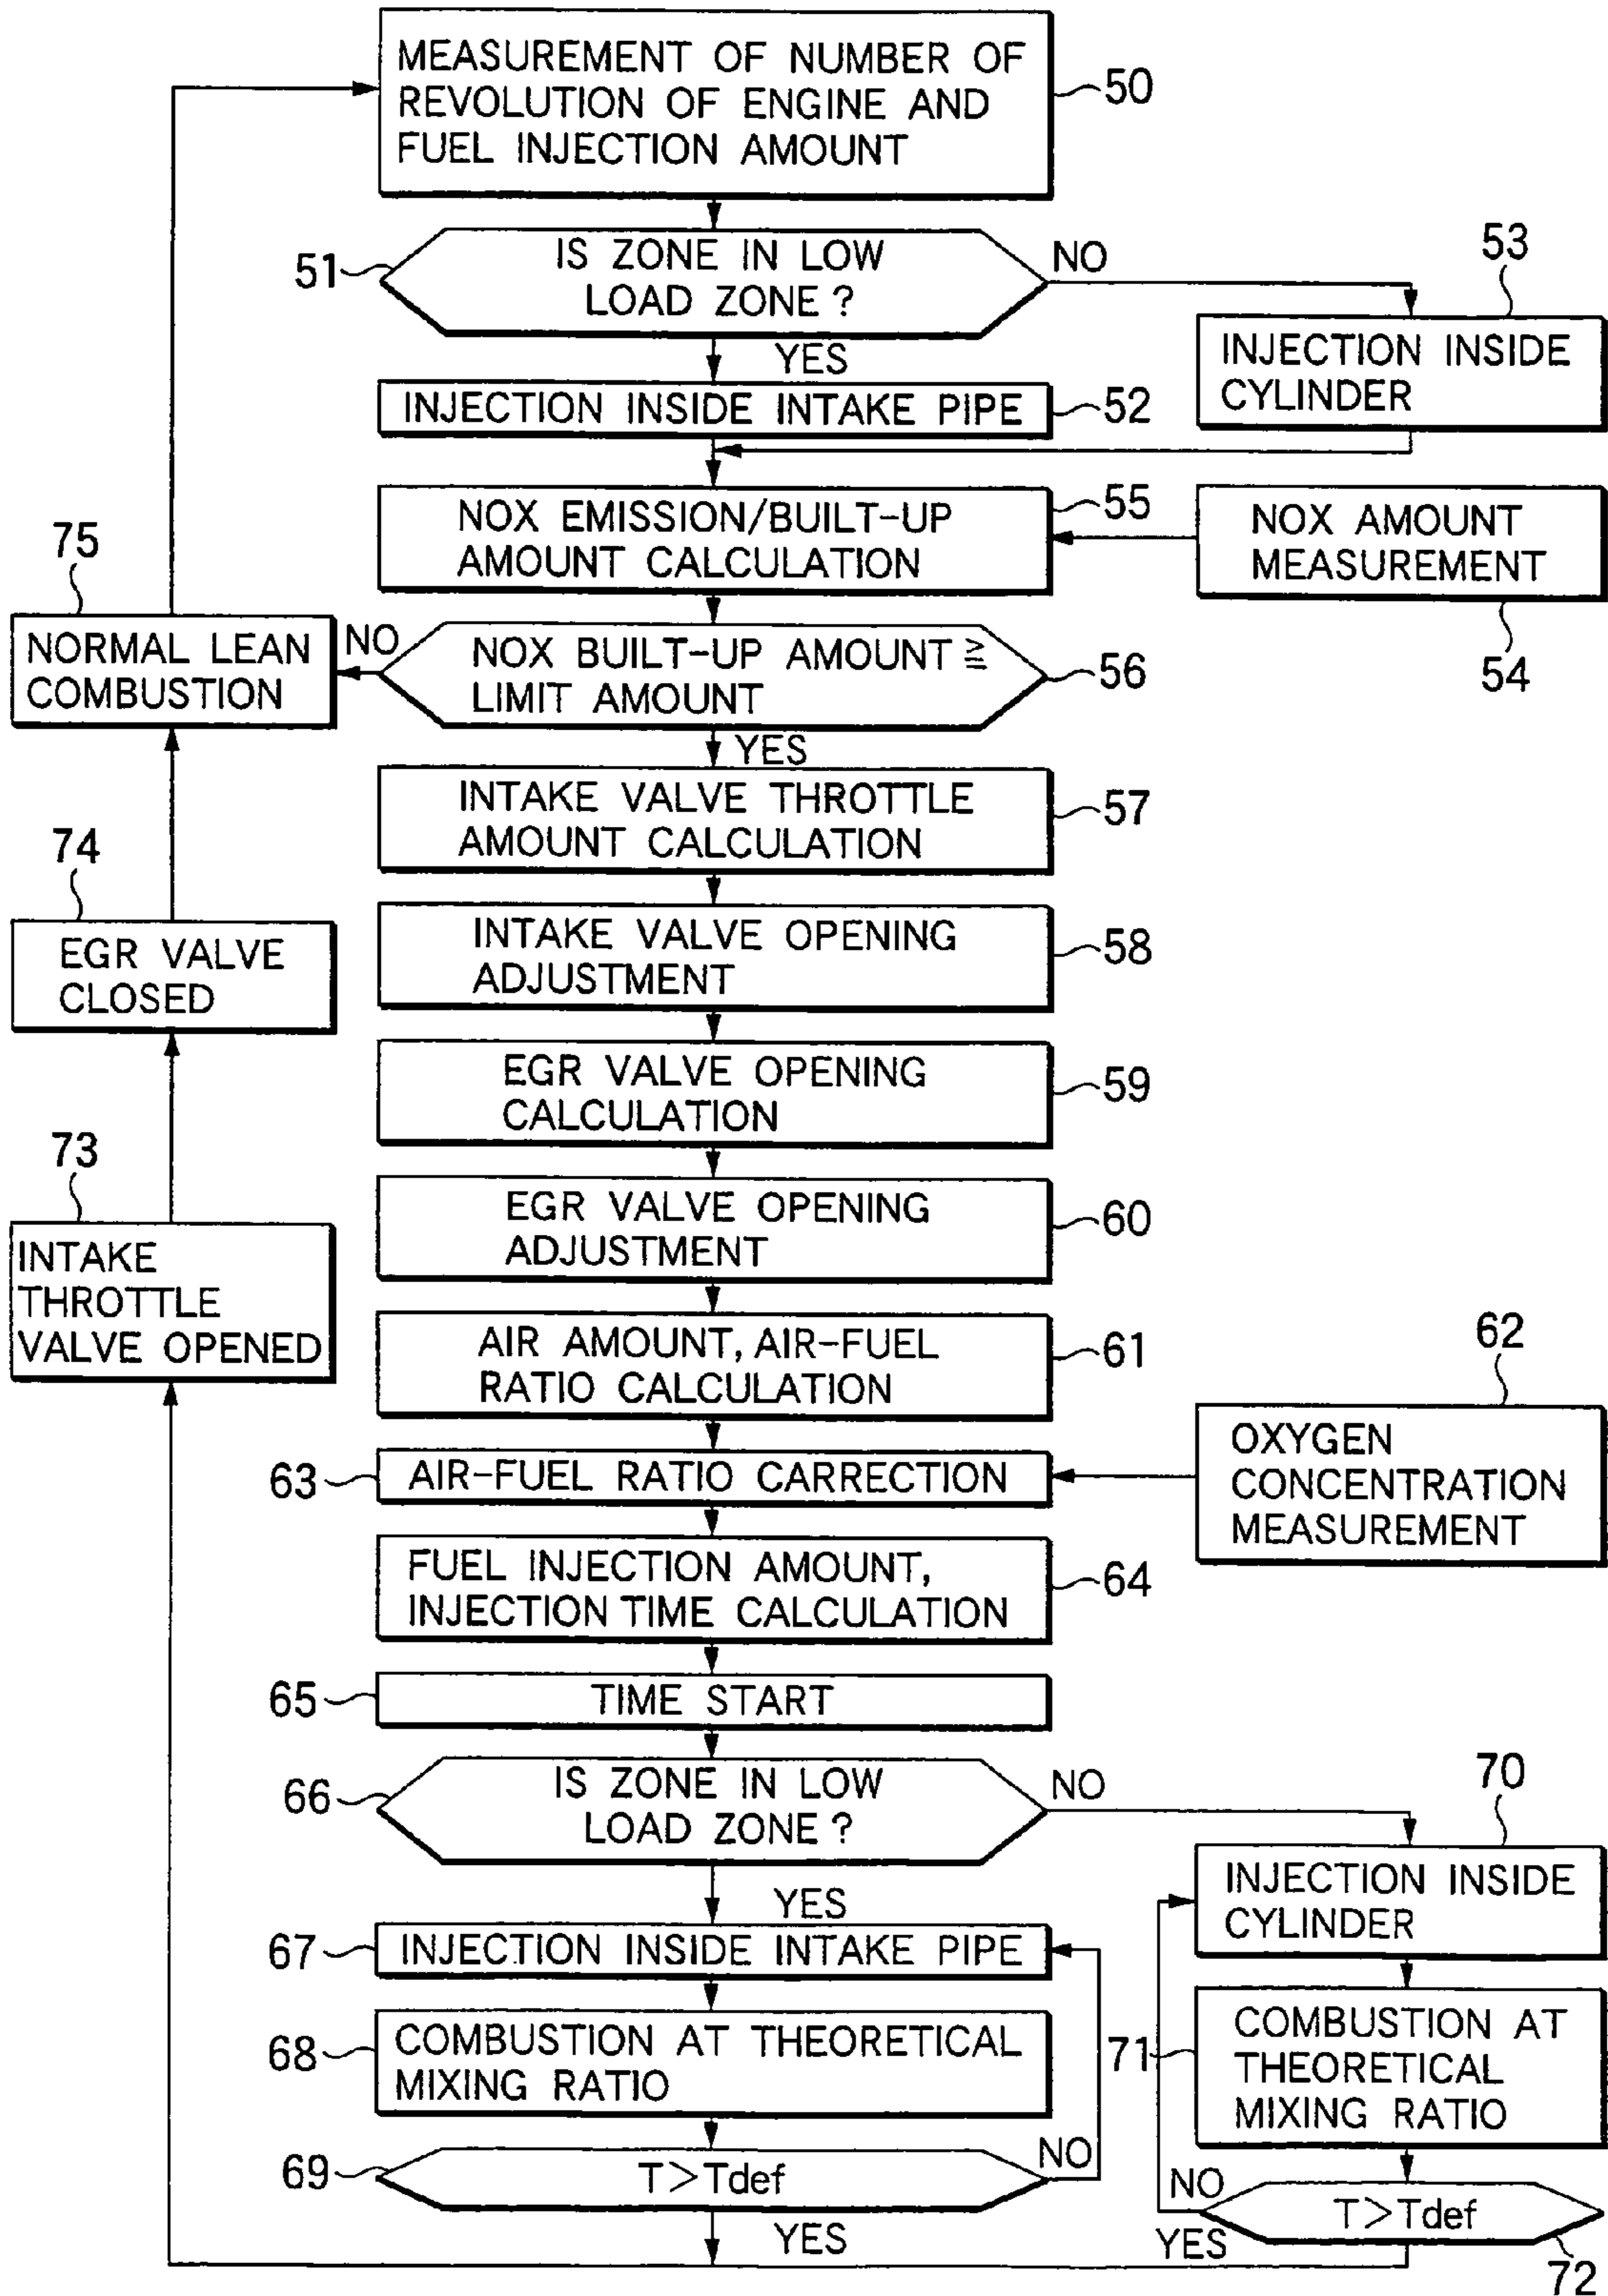 MEASUREMENT OF NUMBER OF
REVOLUTION OF ENGINE AND
FUEL INJECTION AMOUNT
50
51
IS ZONE IN LOW
LOAD ZONE?
NO
YES
53
INJECTION INSIDE
CYLINDER
INJECTION INSIDE INTAKE PIPE
52
NOX EMISSION/BUILT-UP
AMOUNT CALCULATION
55
NOX AMOUNT
MEASUREMENT
54
75
NORMAL LEAN
COMBUSTION
NO
NOX BUILT-UP AMOUNT ≧
LIMIT AMOUNT
56
YES
INTAKE VALVE THROTTLE
AMOUNT CALCULATION
57
74
EGR VALVE
CLOSED
INTAKE VALVE OPENING
ADJUSTMENT
58
EGR VALVE OPENING
CALCULATION
59
73
INTAKE
THROTTLE
VALVE OPENED
EGR VALVE OPENING
ADJUSTMENT
60
AIR AMOUNT, AIR-FUEL
RATIO CALCULATION
61
62
OXYGEN
CONCENTRATION
MEASUREMENT
63
AIR-FUEL RATIO CARRECTION
FUEL INJECTION AMOUNT,
INJECTION TIME CALCULATION
64
65
TIME START
66
IS ZONE IN LOW
LOAD ZONE?
NO
YES
70
INJECTION INSIDE
CYLINDER
67
INJECTION INSIDE INTAKE PIPE
68
COMBUSTION AT THEORETICAL
MIXING RATIO
71
COMBUSTION AT
THEORETICAL
MIXING RATIO
69
T>Tdef
NO
YES
NO
T>Tdef
YES
72